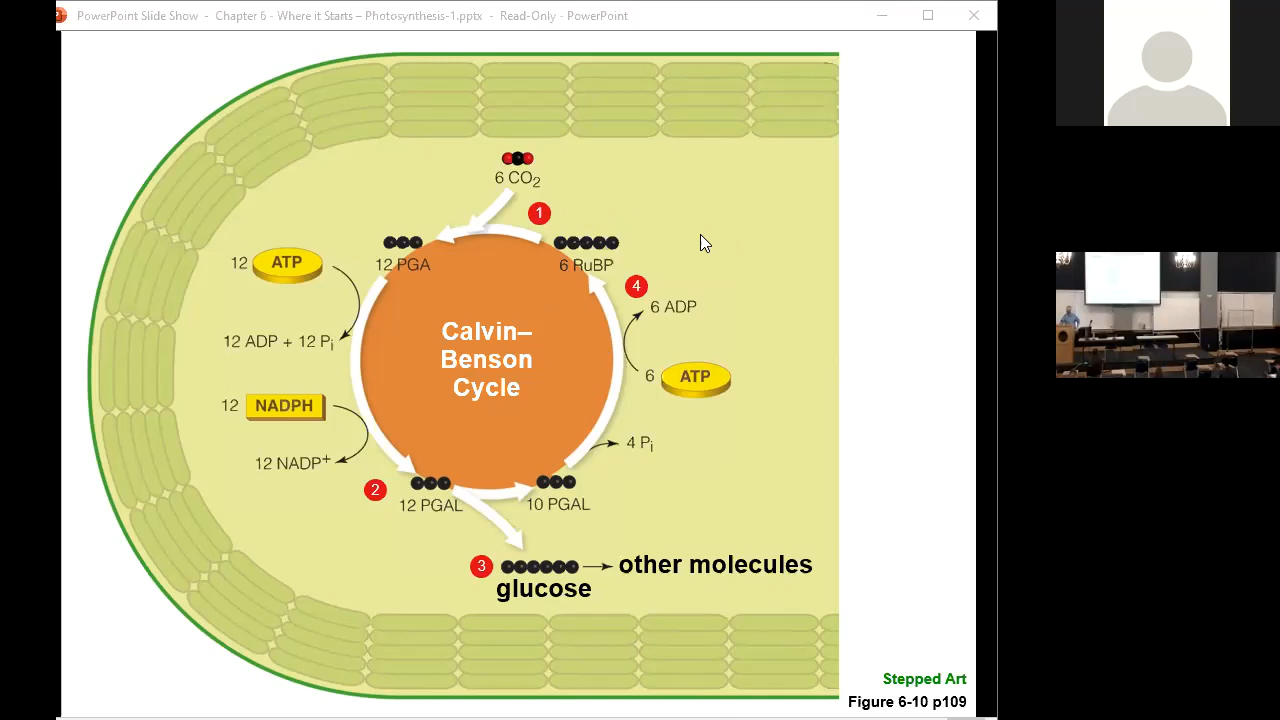 PowerPoint Slide Show - Chapter 6 - Where it Starts – Photosynthesis-1.pptx - Read-Only - PowerPoint
6 CO2
1
12 PGA
6 RuBP
12 ATP
4
6 ADP
12 ADP + 12 Pi
Calvin–
Benson
Cycle
6 ATP
12 NADPH
4 Pi
12 NADP+
2
12 PGAL
10 PGAL
3
glucose
other molecules
Stepped Art
Figure 6-10 p109